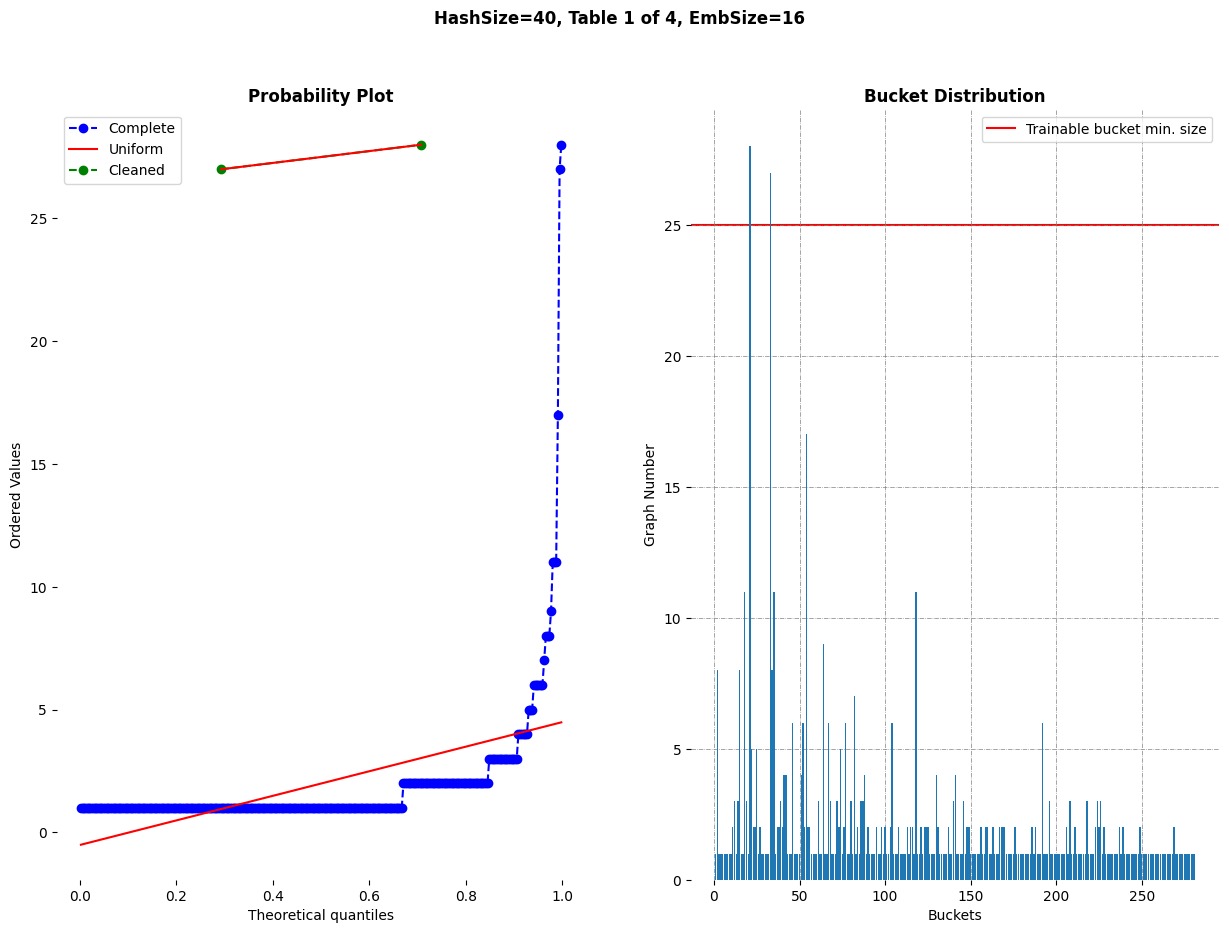 HashSize=40, Table 1 of 4, EmbSize=16
Probability Plot
Complete
Uniform
Cleaned
25
20
15
10
5
0
Ordered Values
0.0 0.2 0.4 0.6 0.8 1.0
Theoretical quantiles
Bucket Distribution
Trainable bucket min. size
25
20
15
10
5
0
Graph Number
0 50 100 150 200 250
Buckets